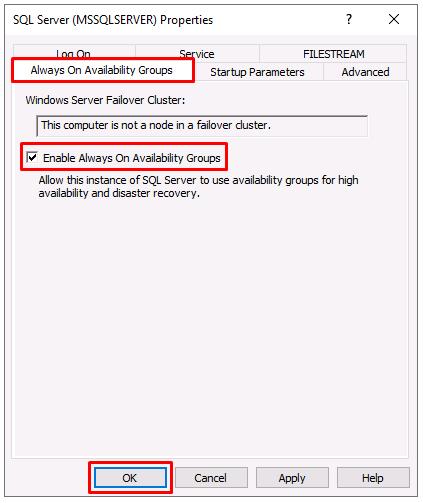 SQL Server (MSSQLSERVER) Properties
Log On Service FILESTREAM
Always On Availability Groups Startup Parameters Advanced
Windows Server Failover Cluster:
This computer is not a node in a failover cluster.
Enable Always On Availability Groups
Allow this instance of SQL Server to use availability groups for high
availability and disaster recovery.
OK Cancel Apply Help